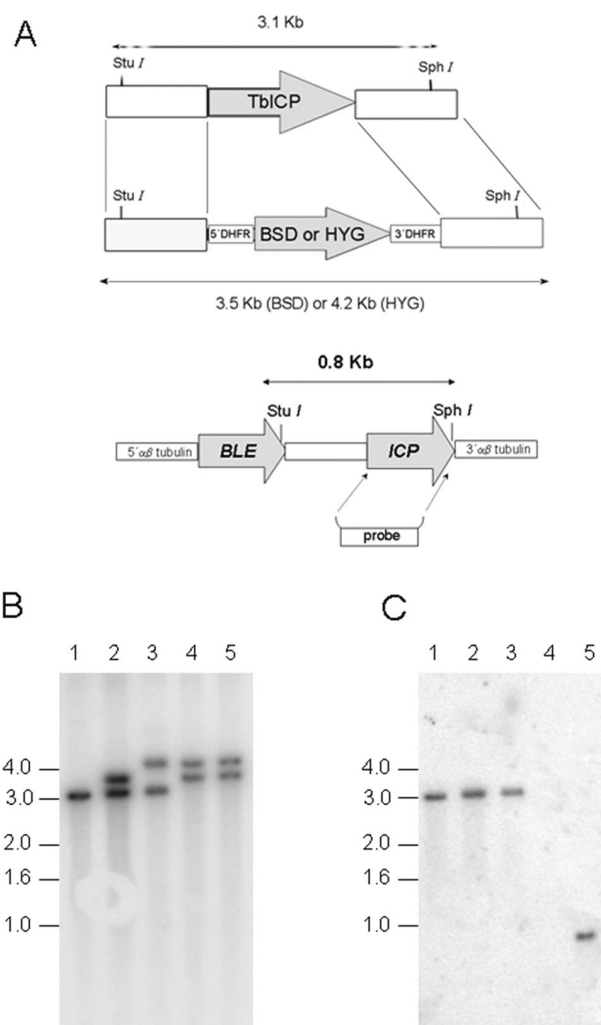 A
3.1 Kb
Stu I
Sph I
TbICP
Stu I
Sph I
5´DHFR
BSD or HYG
3´DHFR
3.5 Kb (BSD) or 4.2 Kb (HYG)
0.8 Kb
Stu I
Sph I
5´αβ tubulin
BLE
ICP
3´αβ tubulin
probe
B
1 2 3 4 5
4.0
3.0
2.0
1.6
1.0
C
1 2 3 4 5
4.0
3.0
2.0
1.6
1.0